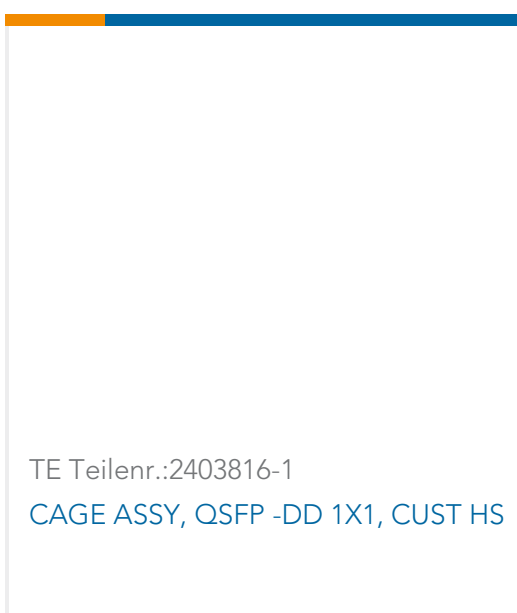 TE Teilenr.:2403816-1
CAGE ASSY, QSFP -DD 1X1, CUST HS